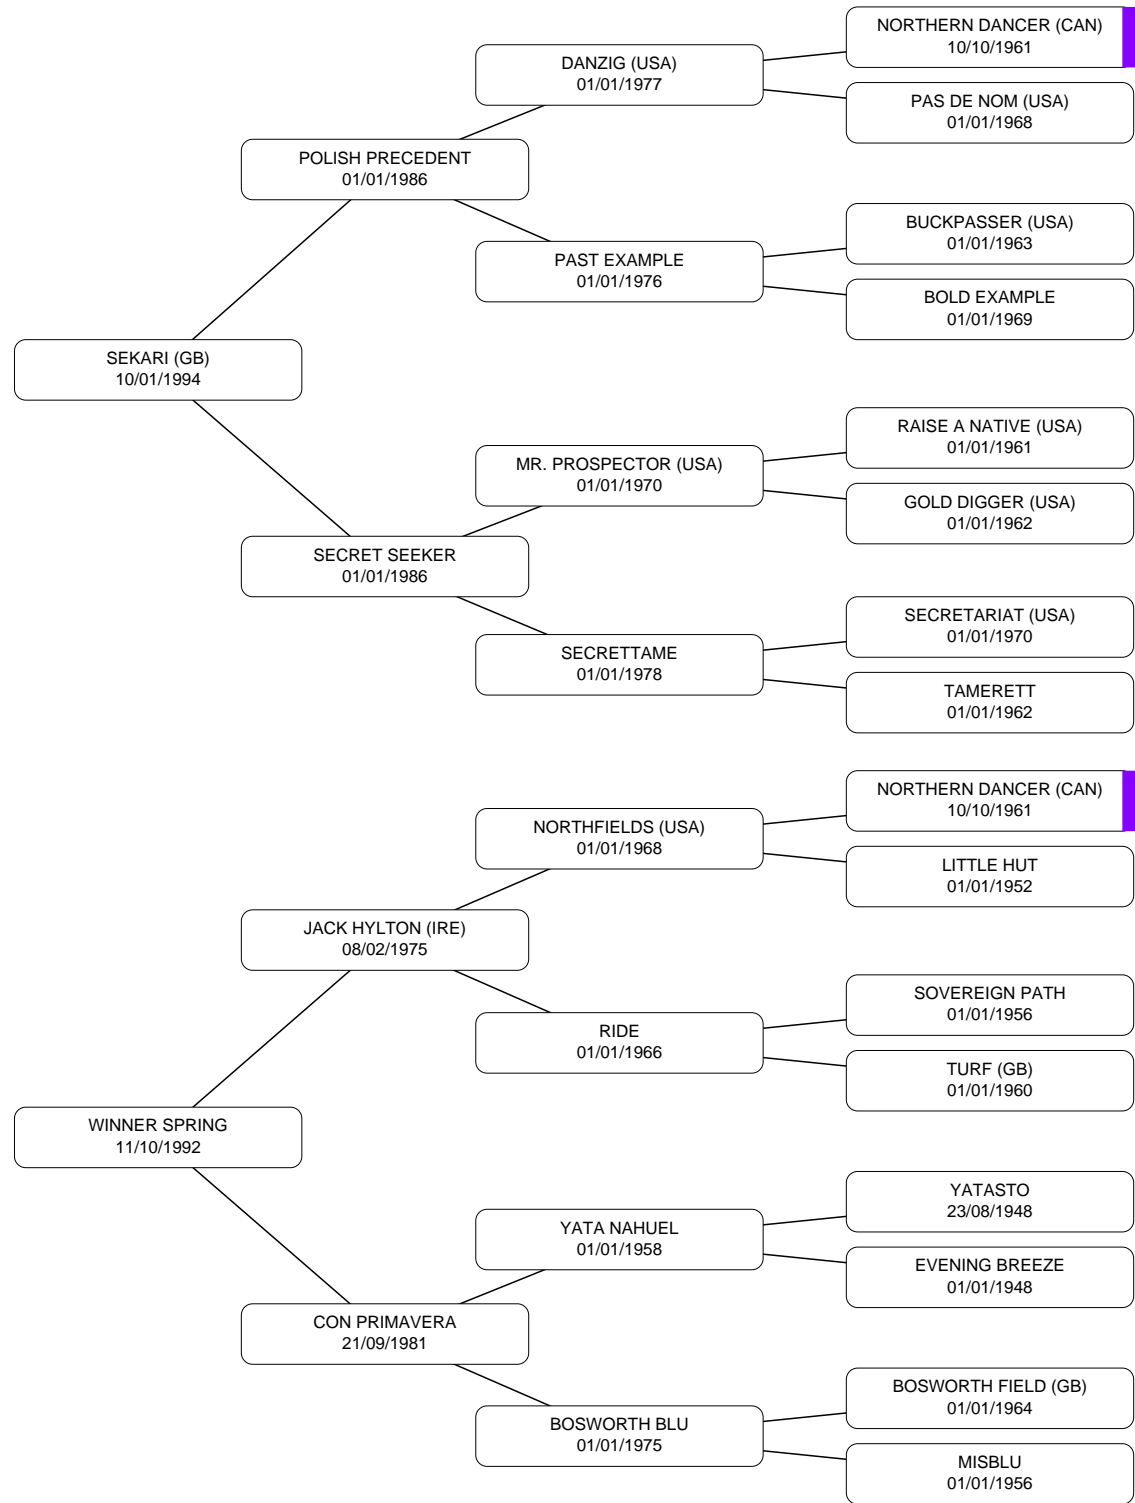 NORTHERN DANCER (CAN)
10/10/1961
DANZIG (USA)
01/01/1977
PAS DE NOM (USA)
01/01/1968
POLISH PRECEDENT
01/01/1986
BUCKPASSER (USA)
01/01/1963
PAST EXAMPLE
01/01/1976
BOLD EXAMPLE
01/01/1969
SEKARI (GB)
10/01/1994
RAISE A NATIVE (USA)
01/01/1961
MR. PROSPECTOR (USA)
01/01/1970
GOLD DIGGER (USA)
01/01/1962
SECRET SEEKER
01/01/1986
SECRETARIAT (USA)
01/01/1970
SECRETTAME
01/01/1978
TAMERETT
01/01/1962
NORTHERN DANCER (CAN)
10/10/1961
NORTHFIELDS (USA)
01/01/1968
LITTLE HUT
01/01/1952
JACK HYLTON (IRE)
08/02/1975
SOVEREIGN PATH
01/01/1956
RIDE
01/01/1966
TURF (GB)
01/01/1960
WINNER SPRING
11/10/1992
YATASTO
23/08/1948
YATA NAHUEL
01/01/1958
EVENING BREEZE
01/01/1948
CON PRIMAVERA
21/09/1981
BOSWORTH FIELD (GB)
01/01/1964
BOSWORTH BLU
01/01/1975
MISBLU
01/01/1956